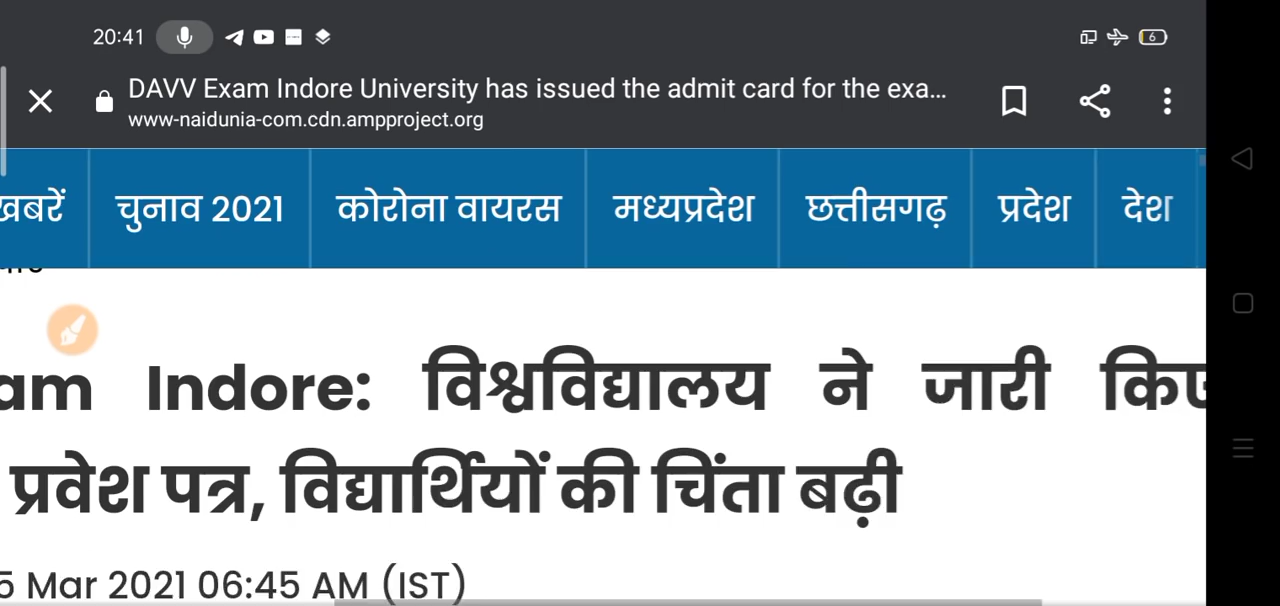 20:41 6
DAVV Exam Indore University has issued the admit card for the exa...
www-naidunia-com.cdn.ampproject.org
खबरें चुनाव 2021 कोरोना वायरस मध्यप्रदेश छत्तीसगढ़ प्रदेश देश
am Indore: विश्वविद्यालय ने जारी
प्रवेश पत्र, विद्यार्थियों की चिंता बढ़ी
5 Mar 2021 06:45 AM (IST)